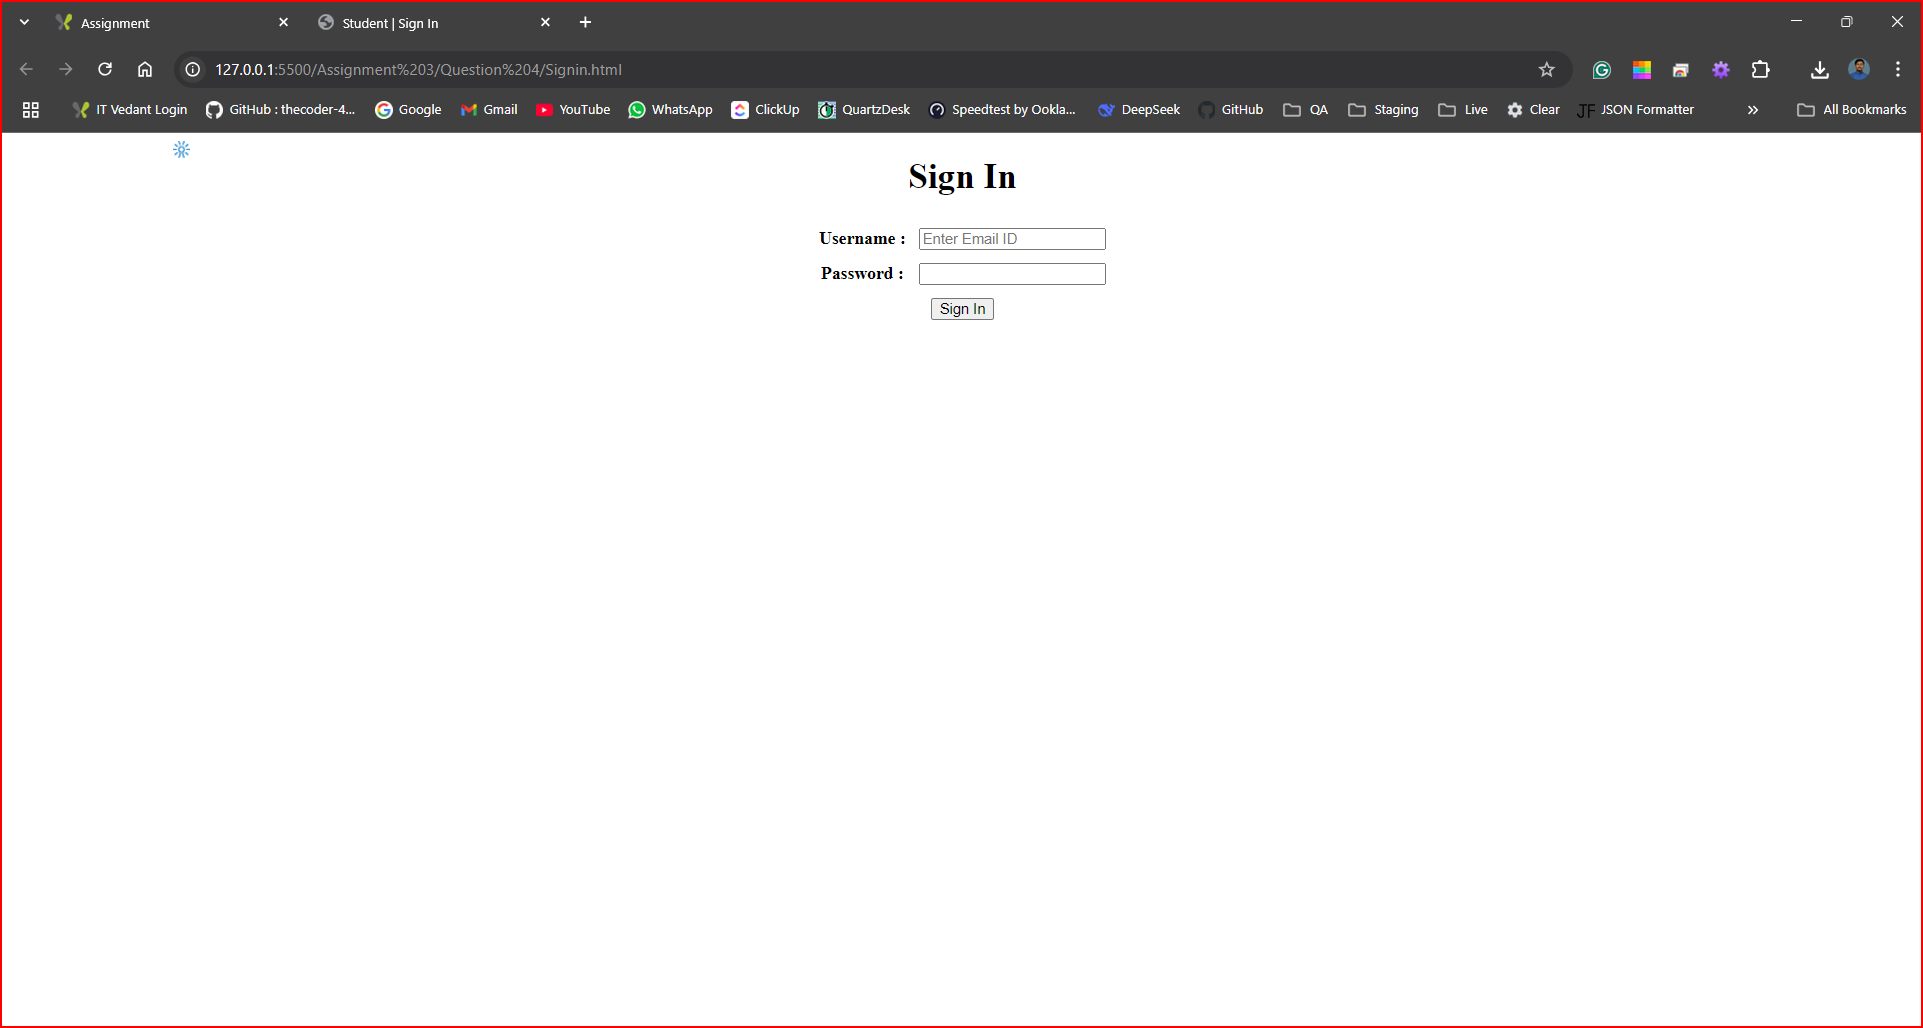 Assignment
Student | Sign In
127.0.0.1:5500/Assignment%203/Question%204/Signin.html
IT Vedant Login
GitHub : thecoder-4...
Google
Gmail
YouTube
WhatsApp
ClickUp
QuartzDesk
Speedtest by Ookla...
DeepSeek
GitHub
QA
Staging
Live
Clear
JF JSON Formatter
All Bookmarks
Sign In
Username : Enter Email ID
Password :
Sign In